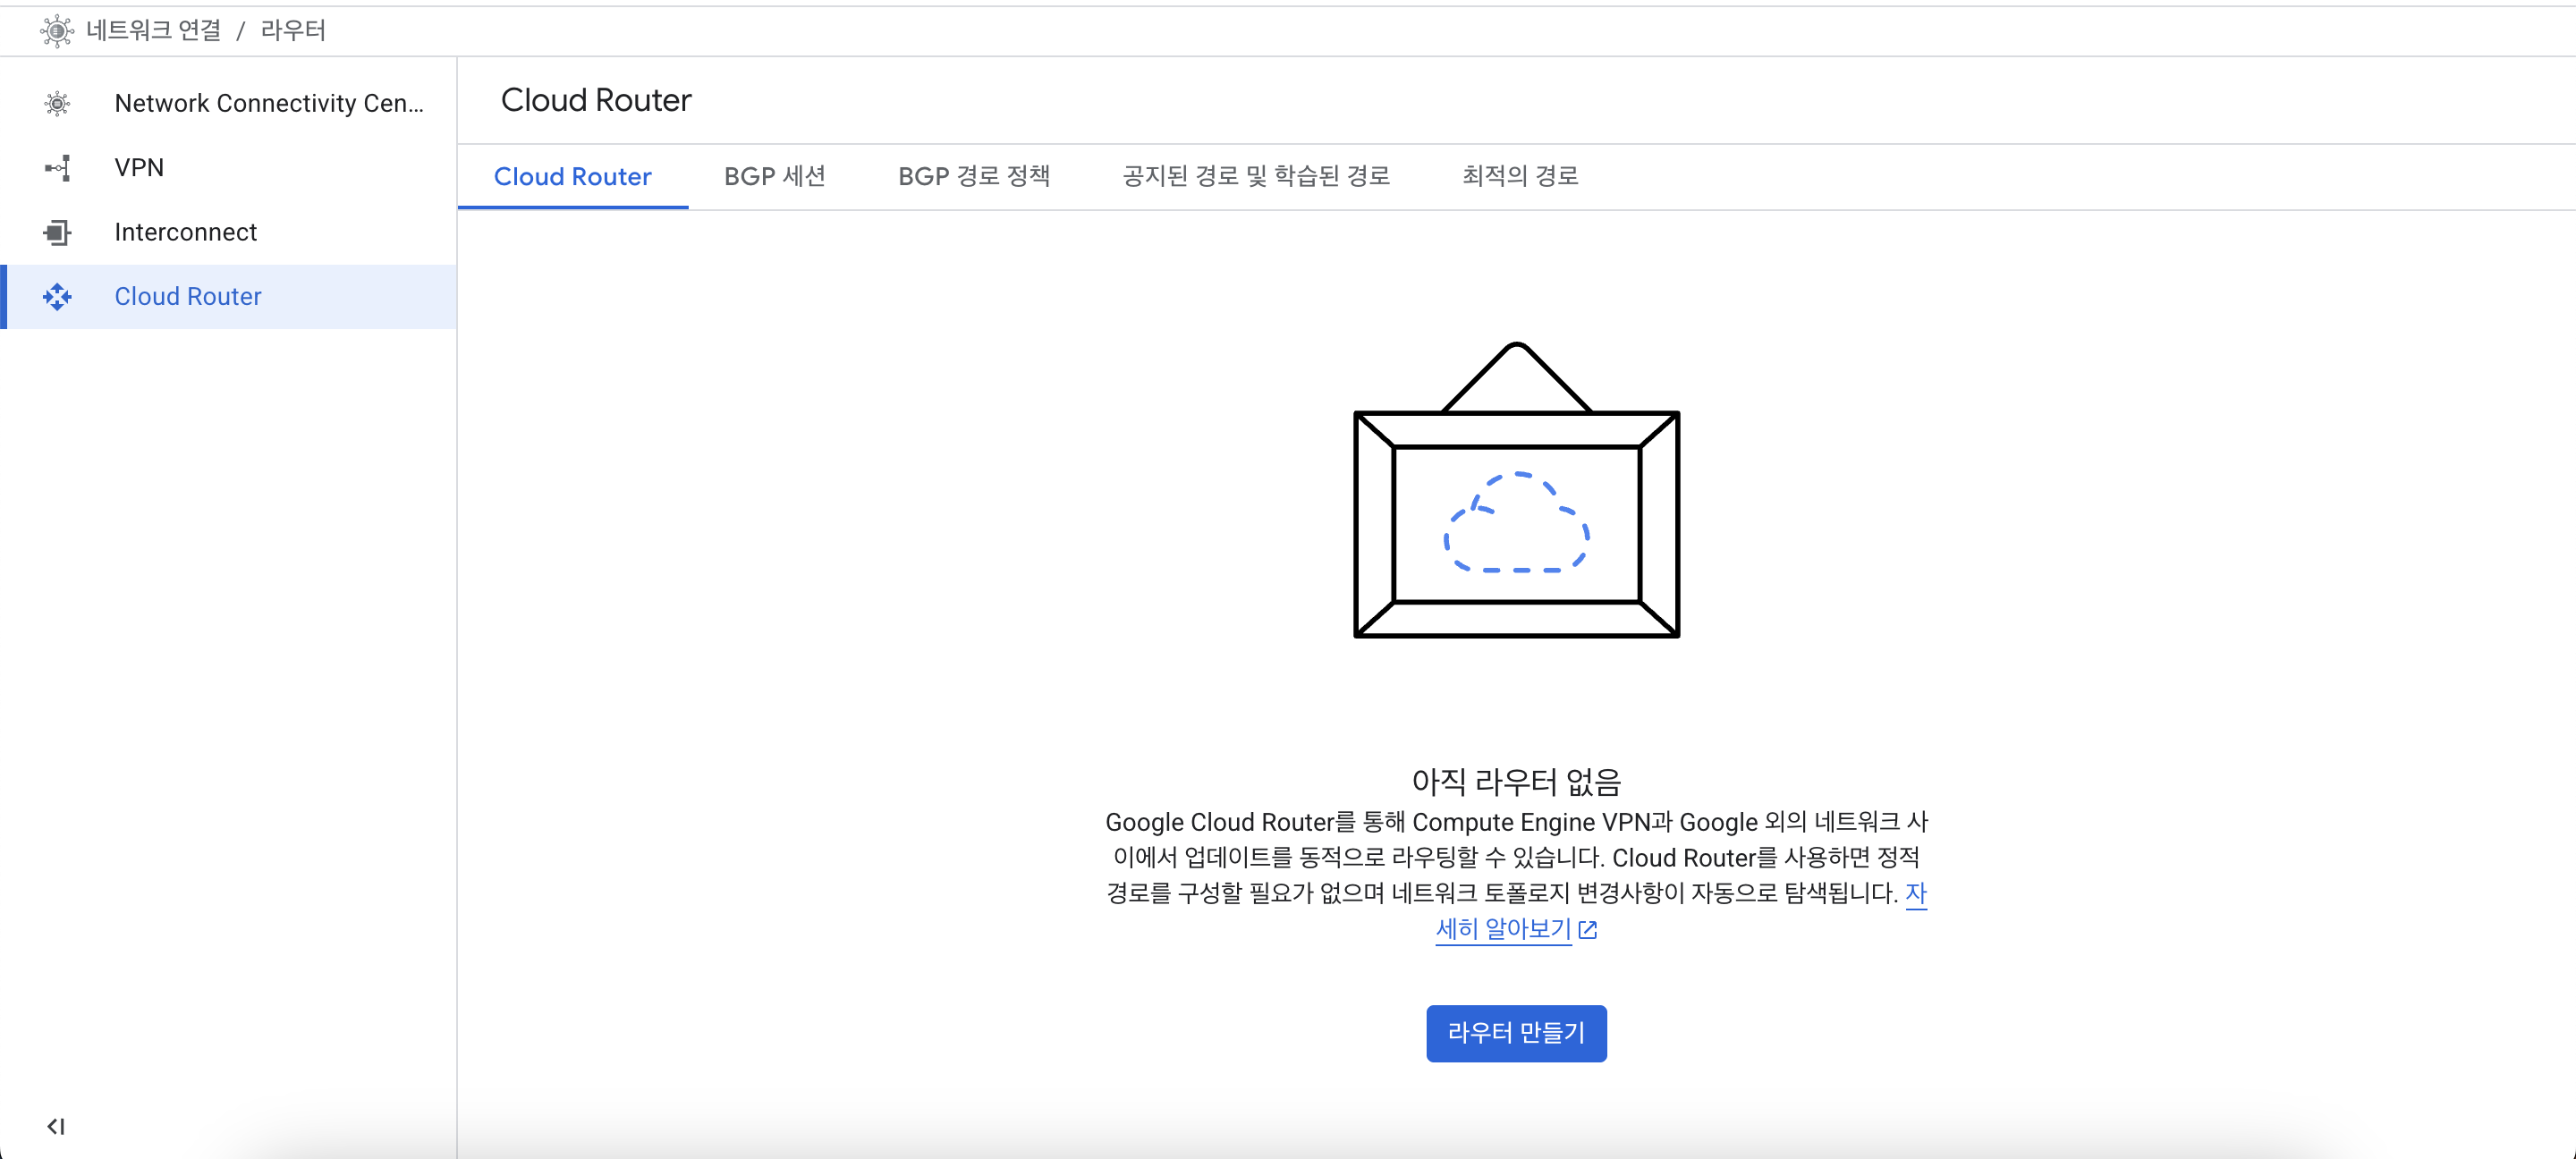 네트워크 연결 / 라우터
Network Connectivity Cen...
VPN
Interconnect
Cloud Router
Cloud Router
Cloud Router BGP 세션 BGP 경로 정책 공지된 경로 및 학습된 경로 최적의 경로
아직 라우터 없음
Google Cloud Router를 통해 Compute Engine VPN과 Google 외의 네트워크 사
이에서 업데이트를 동적으로 라우팅할 수 있습니다. Cloud Router를 사용하면 정적
경로를 구성할 필요가 없으며 네트워크 토폴로지 변경사항이 자동으로 탐색됩니다. 자
세히 알아보기
라우터 만들기